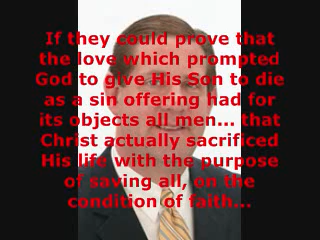 If they could prove that
the love which prompted
God to give His Son to die
as a sin offering had for
its objects all men... that
Christ actually sacrificed
His life with the purpose
of saving all, on the
condition of faith...